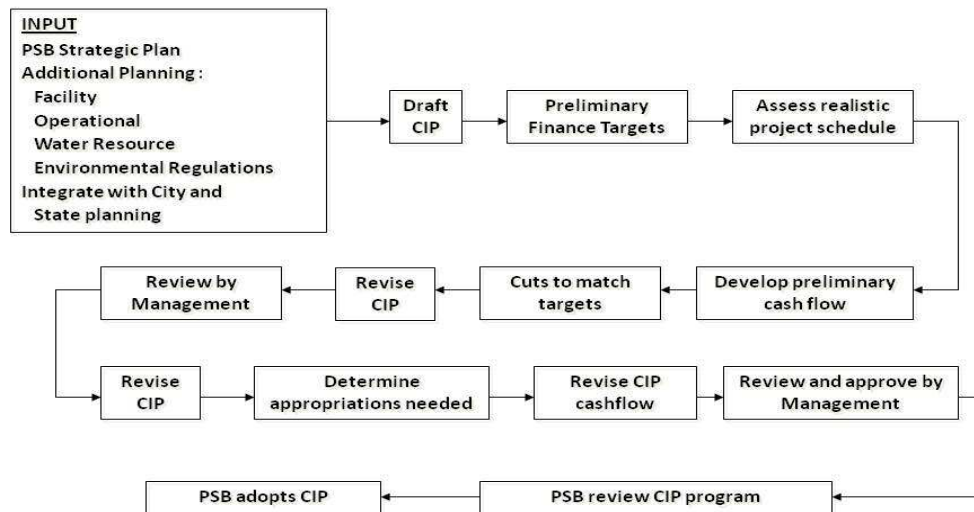 INPUT
PSB Strategic Plan
Additional Planning :
Facility
Operational
Water Resource
Environmental Regulations
Integrate with City and
State planning
Draft
CIP
Preliminary
Finance Targets
Assess realistic
project schedule
Develop preliminary
cash flow
Cuts to match
targets
Revise
CIP
Review by
Management
Revise
CIP
Determine
appropriations needed
Revise CIP
cashflow
Review and approve by
Management
PSB review CIP program
PSB adopts CIP